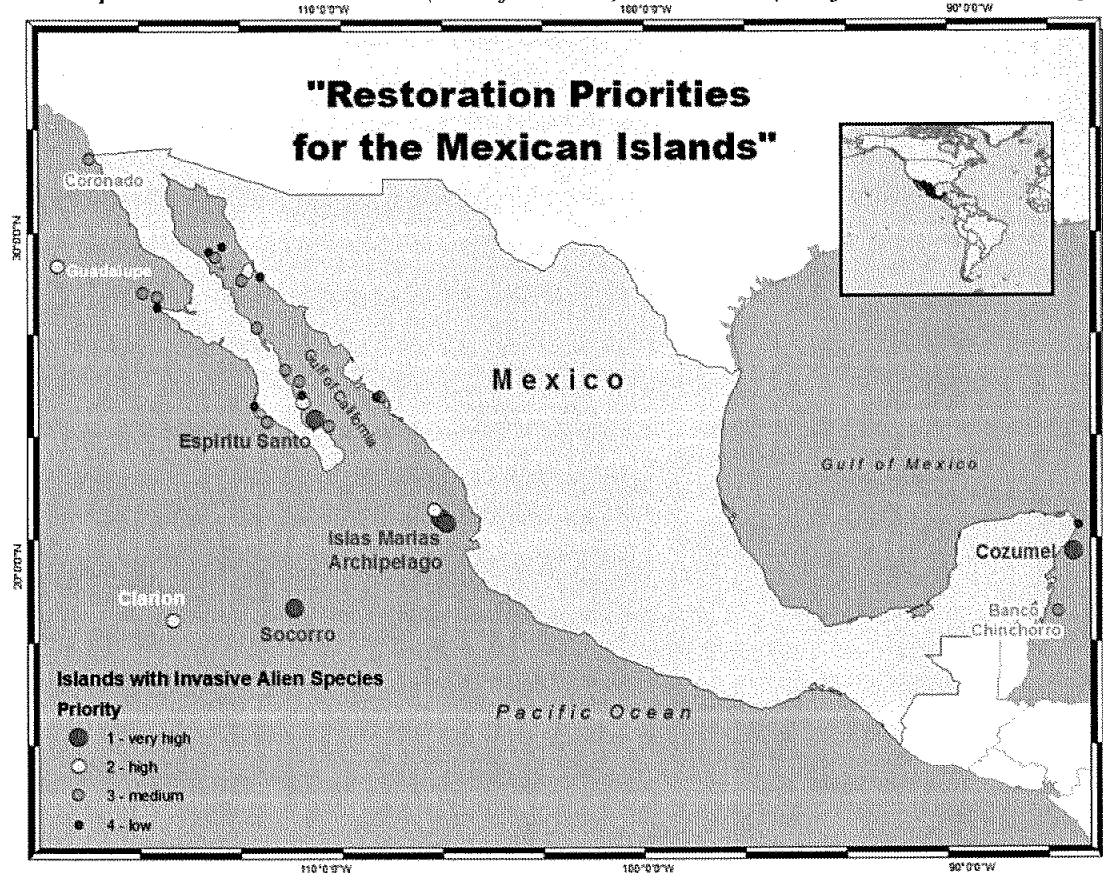 110°0'0"W
100°0'0"W
90°0'0"W
"Restoration Priorities
for the Mexican Islands"
Coronado
30°0'0"N
Guadalupe
Gulf of California
Mexico
Espiritu Santo
Gulf of Mexico
Islas Marias
Archipelago
Cozumel
20°0'0"N
Clarion
Socorro
Banco
Chinchorro
Islands with Invasive Alien Species
Priority
1 - very high
2 - high
3 - medium
4 - low
Pacific Ocean
110°0'0"W
100°0'0"W
90°0'0"W